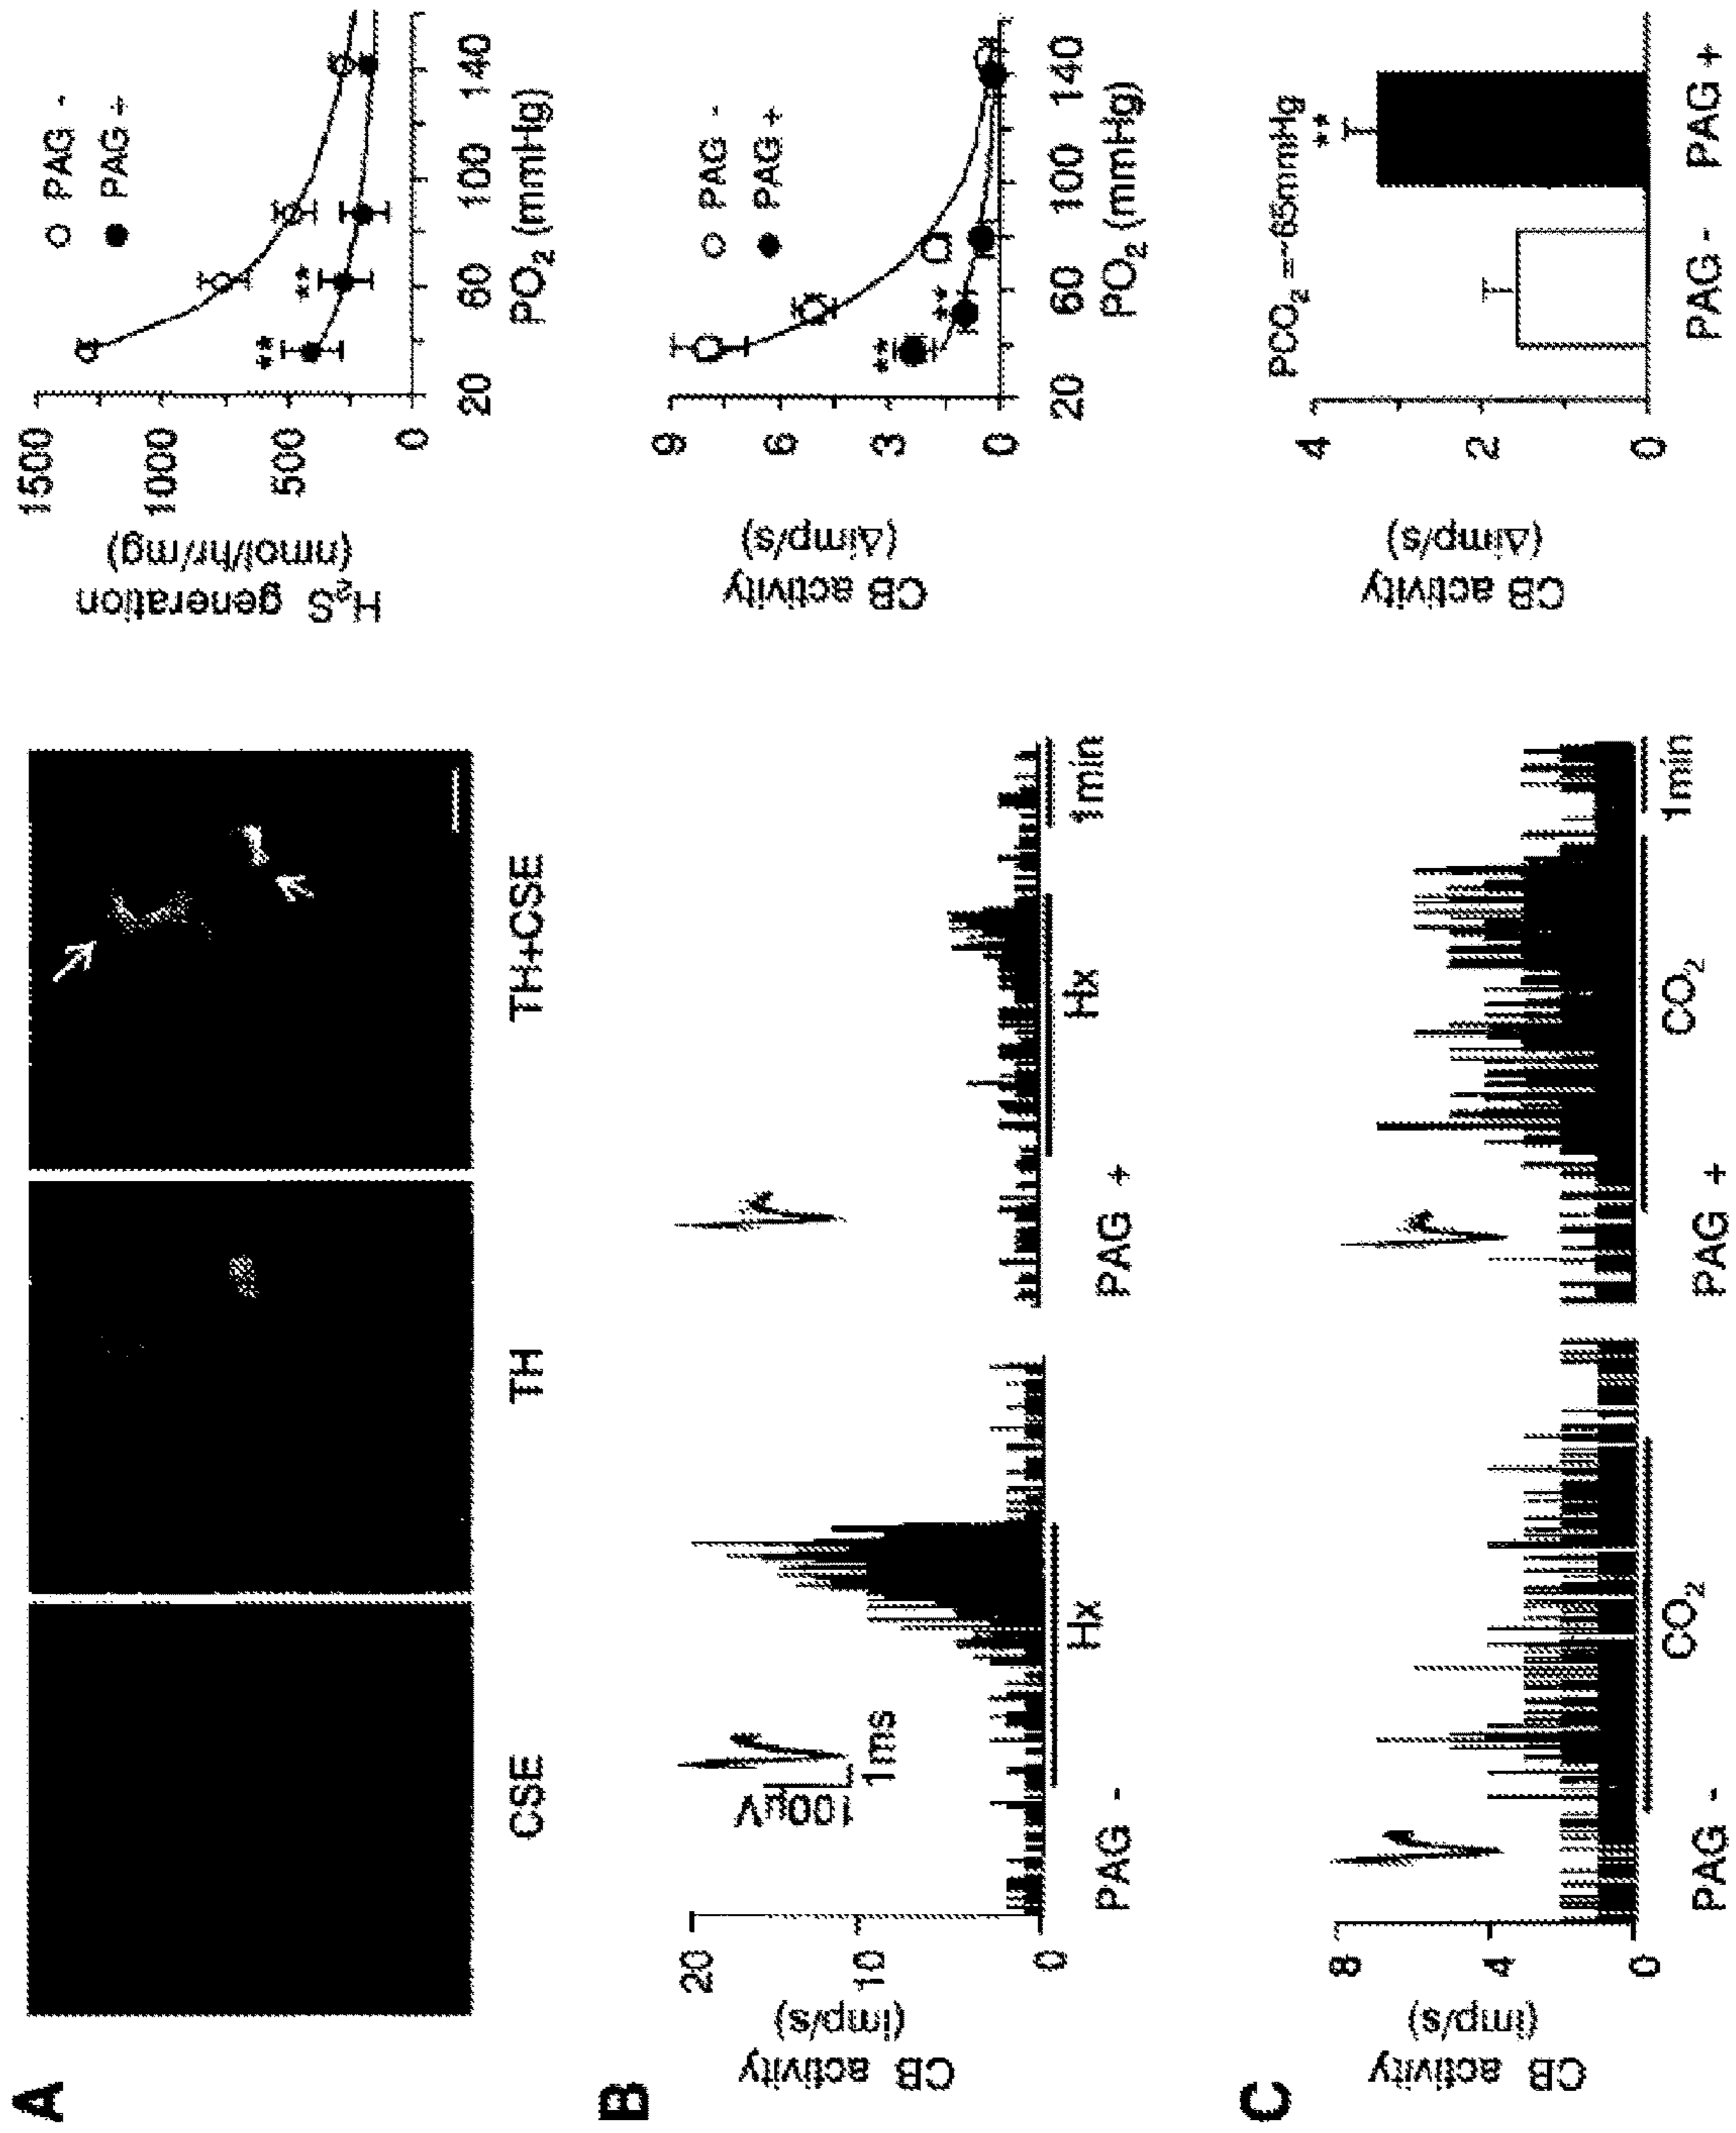 A
CSE
TH
TH+CSE
H₂S generation
(nmol/hr/mg)
1500
1000
500
0
20
60
100
140
PO₂ (mmHg)
PAG -
PAG +
**
**
B
CB activity
(imp/s)
20
10
0
100μV
1ms
PAG -
Hx
PAG +
Hx
1min
CB activity
(Δimp/s)
9
6
3
0
20
60
100
140
PO₂ (mmHg)
PAG -
PAG +
**
**
C
CB activity
(imp/s)
8
4
0
PAG -
CO₂
PAG +
CO₂
1min
CB activity
(Δimp/s)
4
2
0
PCO₂=~65mmHg
**
PAG -
PAG +